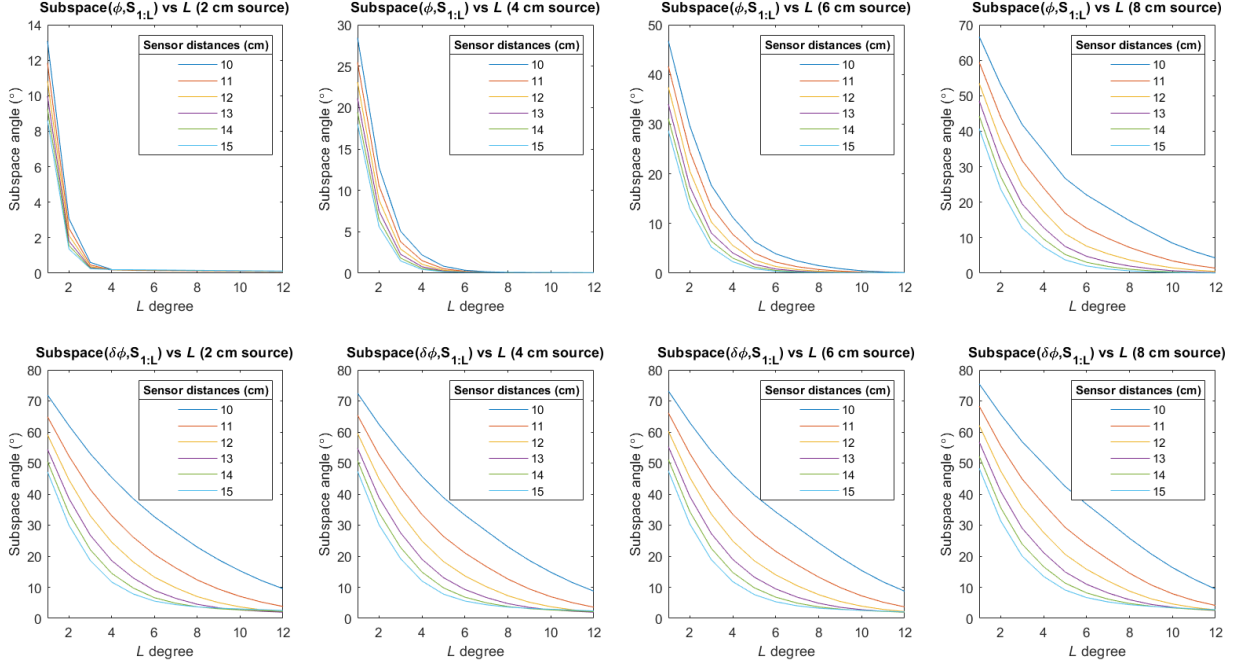 Subspace(ϕ,S1:L) vs L (2 cm source)
14
12
10
8
6
4
2
0
Subspace angle (°)
2 4 6 8 10 12
L degree
Sensor distances (cm)
10
11
12
13
14
15
Subspace(ϕ,S1:L) vs L (4 cm source)
30
25
20
15
10
5
0
Subspace angle (°)
2 4 6 8 10 12
L degree
Sensor distances (cm)
10
11
12
13
14
15
Subspace(ϕ,S1:L) vs L (6 cm source)
50
40
30
20
10
0
Subspace angle (°)
2 4 6 8 10 12
L degree
Sensor distances (cm)
10
11
12
13
14
15
Subspace(ϕ,S1:L) vs L (8 cm source)
70
60
50
40
30
20
10
0
Subspace angle (°)
2 4 6 8 10 12
L degree
Sensor distances (cm)
10
11
12
13
14
15
Subspace(δϕ,S1:L) vs L (2 cm source)
80
70
60
50
40
30
20
10
0
Subspace angle (°)
2 4 6 8 10 12
L degree
Sensor distances (cm)
10
11
12
13
14
15
Subspace(δϕ,S1:L) vs L (4 cm source)
80
70
60
50
40
30
20
10
0
Subspace angle (°)
2 4 6 8 10 12
L degree
Sensor distances (cm)
10
11
12
13
14
15
Subspace(δϕ,S1:L) vs L (6 cm source)
80
70
60
50
40
30
20
10
0
Subspace angle (°)
2 4 6 8 10 12
L degree
Sensor distances (cm)
10
11
12
13
14
15
Subspace(δϕ,S1:L) vs L (8 cm source)
80
70
60
50
40
30
20
10
0
Subspace angle (°)
2 4 6 8 10 12
L degree
Sensor distances (cm)
10
11
12
13
14
15